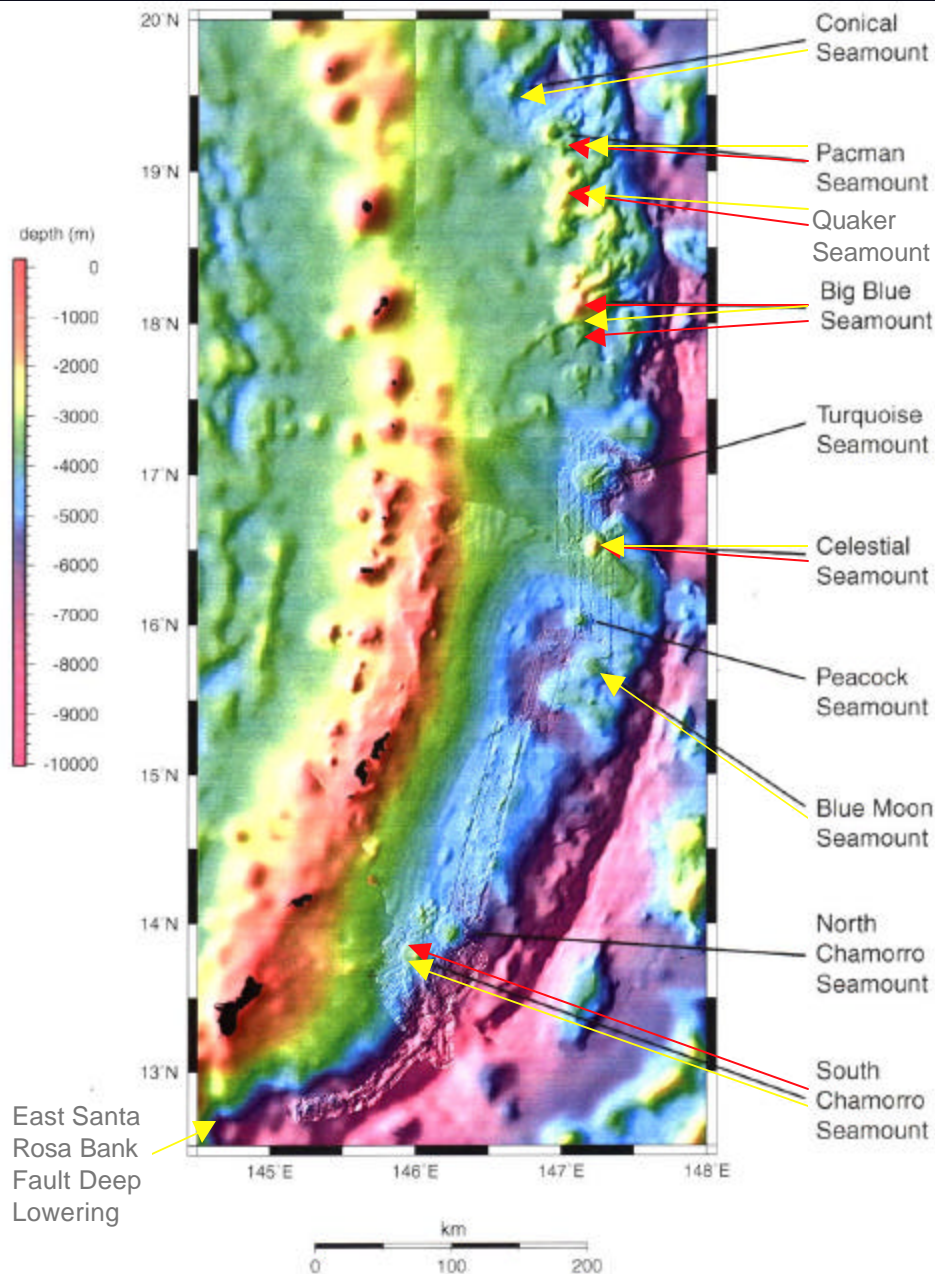 20°N
19°N
18°N
17°N
16°N
15°N
14°N
13°N
145°E
146°E
147°E
148°E
depth (m)
0
-1000
-2000
-3000
-4000
-5000
-6000
-7000
-8000
-9000
-10000
Conical
Seamount
Pacman
Seamount
Quaker
Seamount
Big Blue
Seamount
Turquoise
Seamount
Celestial
Seamount
Peacock
Seamount
Blue Moon
Seamount
North
Chamorro
Seamount
South
Chamorro
Seamount
East Santa
Rosa Bank
Fault Deep
Lowering
km
0
100
200